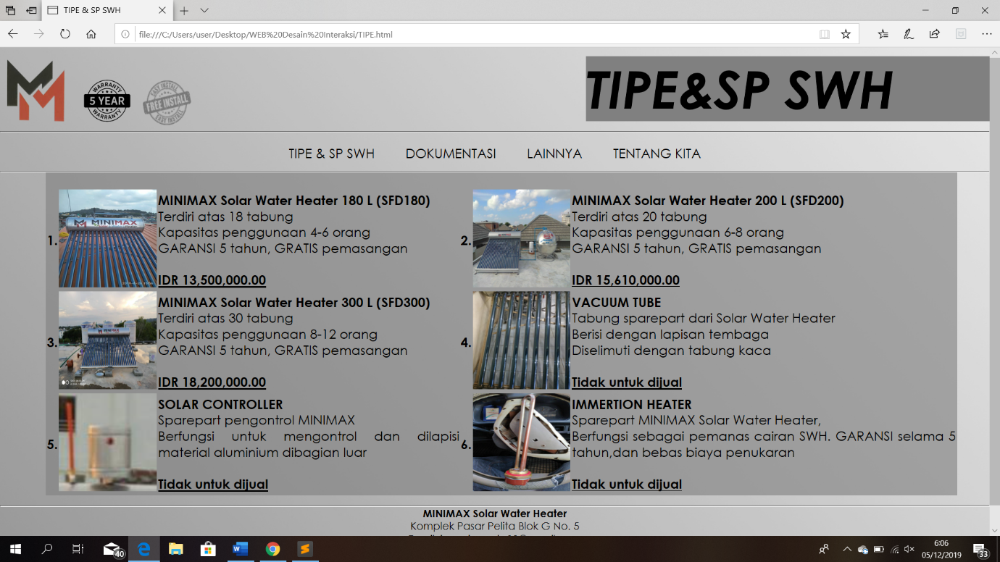 TIPE & SP SWH
file:///C:/Users/user/Desktop/WEB%20Desain%20Interaksi/TIPE.html
WARRANTY
5 YEAR
WARRANTY
EASY INSTALL
FREE INSTALL
EASY INSTALL
TIPE&SP SWH
TIPE & SP SWH DOKUMENTASI LAINNYA TENTANG KITA
1.
MINIMAX
MINIMAX Solar Water Heater 180 L (SFD180)
Terdiri atas 18 tabung
Kapasitas penggunaan 4-6 orang
GARANSI 5 tahun, GRATIS pemasangan
IDR 13,500,000.00
2.
MINIMAX Solar Water Heater 200 L (SFD200)
Terdiri atas 20 tabung
Kapasitas penggunaan 6-8 orang
GARANSI 5 tahun, GRATIS pemasangan
IDR 15,610,000.00
3.
MINIMAX
MINIMAX Solar Water Heater 300 L (SFD300)
Terdiri atas 30 tabung
Kapasitas penggunaan 8-12 orang
GARANSI 5 tahun, GRATIS pemasangan
IDR 18,200,000.00
4.
VACUUM TUBE
Tabung sparepart dari Solar Water Heater
Berisi dengan lapisan tembaga
Diselimuti dengan tabung kaca
Tidak untuk dijual
5.
SOLAR CONTROLLER
Sparepart pengontrol MINIMAX
Berfungsi untuk mengontrol dan dilapisi
material aluminium dibagian luar
Tidak untuk dijual
6.
IMMERTION HEATER
Sparepart MINIMAX Solar Water Heater,
Berfungsi sebagai pemanas cairan SWH. GARANSI selama 5
tahun,dan bebas biaya penukaran
Tidak untuk dijual
MINIMAX Solar Water Heater
Komplek Pasar Pelita Blok G No. 5
40
6:06
05/12/2019
33